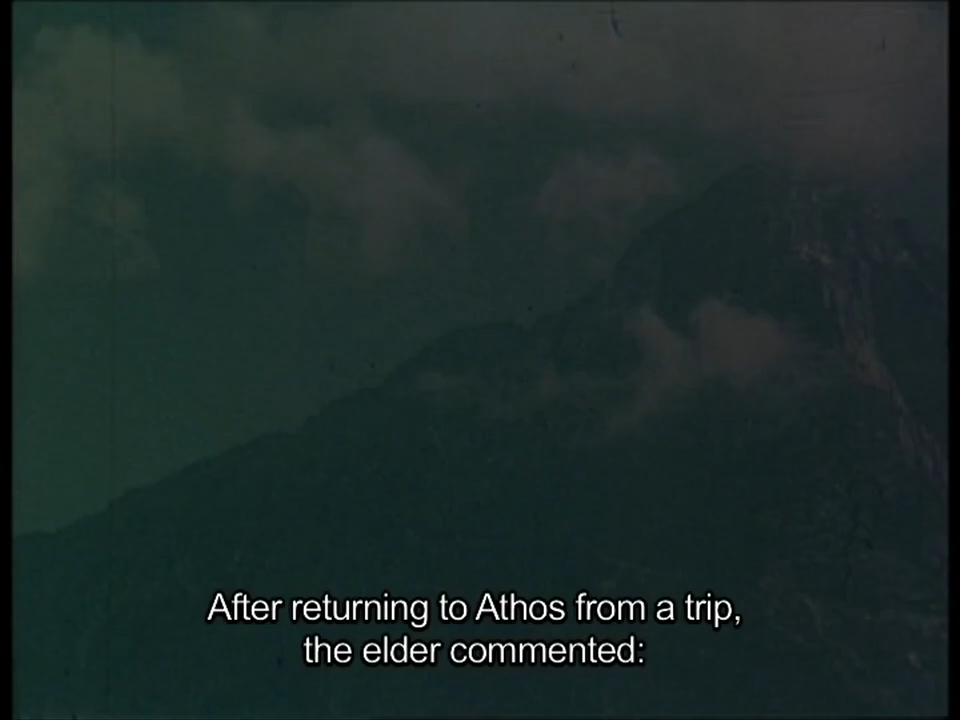 After returning to Athos from a trip,
the elder commented: